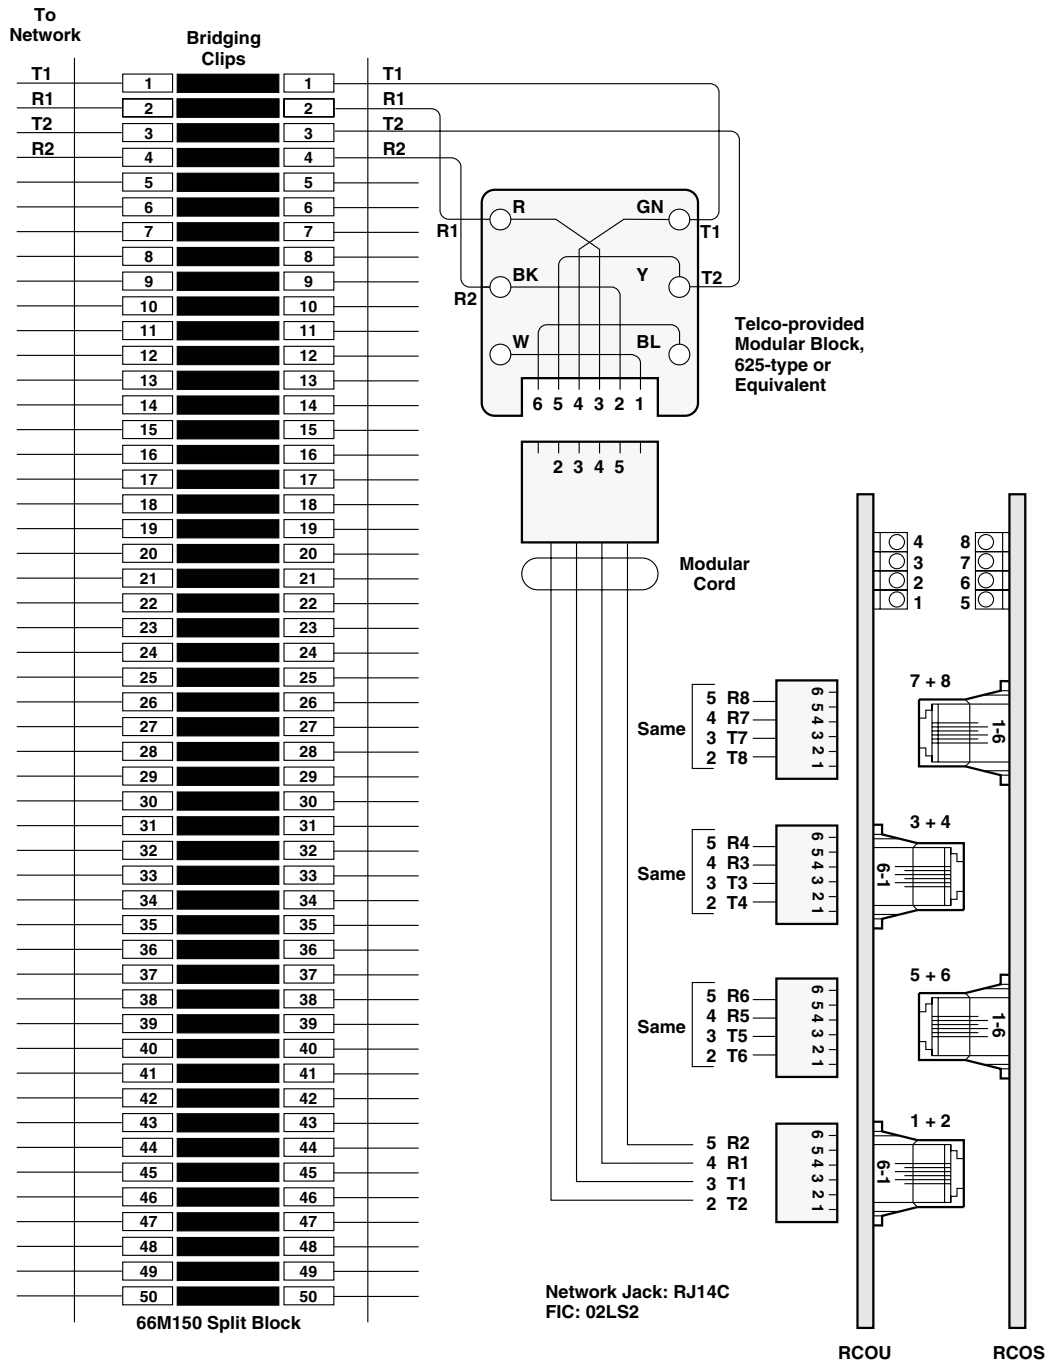 To
Network
Bridging
Clips
T1 1 1 T1
R1 2 2 R1
T2 3 3 T2
R2 4 4 R2
5 5
6 6
7 7
8 8
9 9
10 10
11 11
12 12
13 13
14 14
15 15
16 16
17 17
18 18
19 19
20 20
21 21
22 22
23 23
24 24
25 25
26 26
27 27
28 28
29 29
30 30
31 31
32 32
33 33
34 34
35 35
36 36
37 37
38 38
39 39
40 40
41 41
42 42
43 43
44 44
45 45
46 46
47 47
48 48
49 49
50 50
66M150 Split Block
R GN
R1 T1
BK Y T2
R2
W BL
6 5 4 3 2 1
Telco-provided
Modular Block,
625-type or
Equivalent
2 3 4 5
Modular
Cord
4 8
3 7
2 6
1 5
Same
5 R8
4 R7
3 T7
2 T8
6
5
4
3
2
1
7 + 8
1-6
Same
5 R4
4 R3
3 T3
2 T4
6
5
4
3
2
1
3 + 4
6-1
Same
5 R6
4 R5
3 T5
2 T6
6
5
4
3
2
1
5 + 6
1-6
5 R2
4 R1
3 T1
2 T2
6
5
4
3
2
1
1 + 2
6-1
Network Jack: RJ14C
FIC: 02LS2
RCOU RCOS